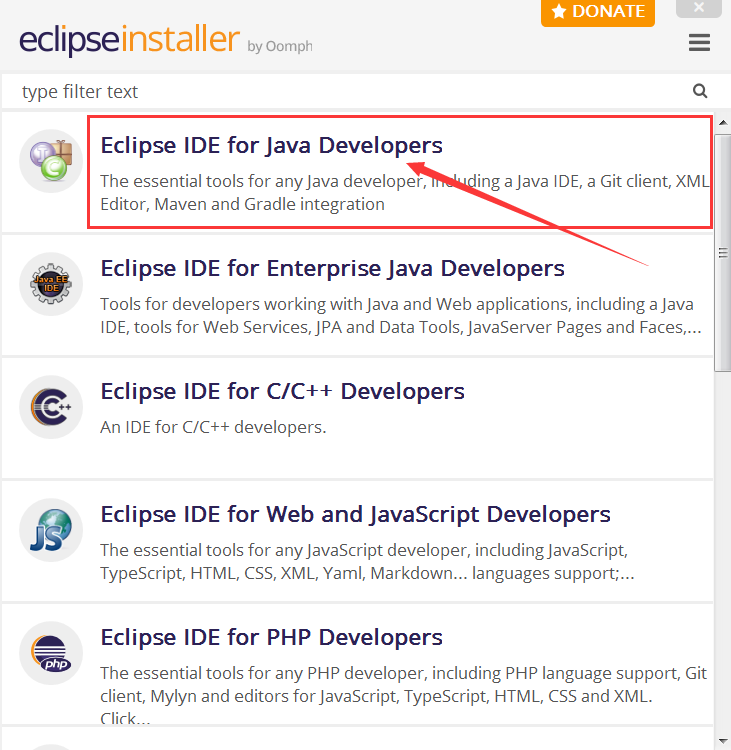 DONATE
eclipseinstaller by Oomph
type filter text
Eclipse IDE for Java Developers
The essential tools for any Java developer, including a Java IDE, a Git client, XML
Editor, Maven and Gradle integration
Java EE
IDE
Eclipse IDE for Enterprise Java Developers
Tools for developers working with Java and Web applications, including a Java
IDE, tools for Web Services, JPA and Data Tools, JavaServer Pages and Faces,...
C++
Eclipse IDE for C/C++ Developers
An IDE for C/C++ developers.
JS
Eclipse IDE for Web and JavaScript Developers
The essential tools for any JavaScript developer, including JavaScript,
TypeScript, HTML, CSS, XML, Yaml, Markdown... languages support;...
php
Eclipse IDE for PHP Developers
The essential tools for any PHP developer, including PHP language support, Git
client, Mylyn and editors for JavaScript, TypeScript, HTML, CSS and XML.
Click...